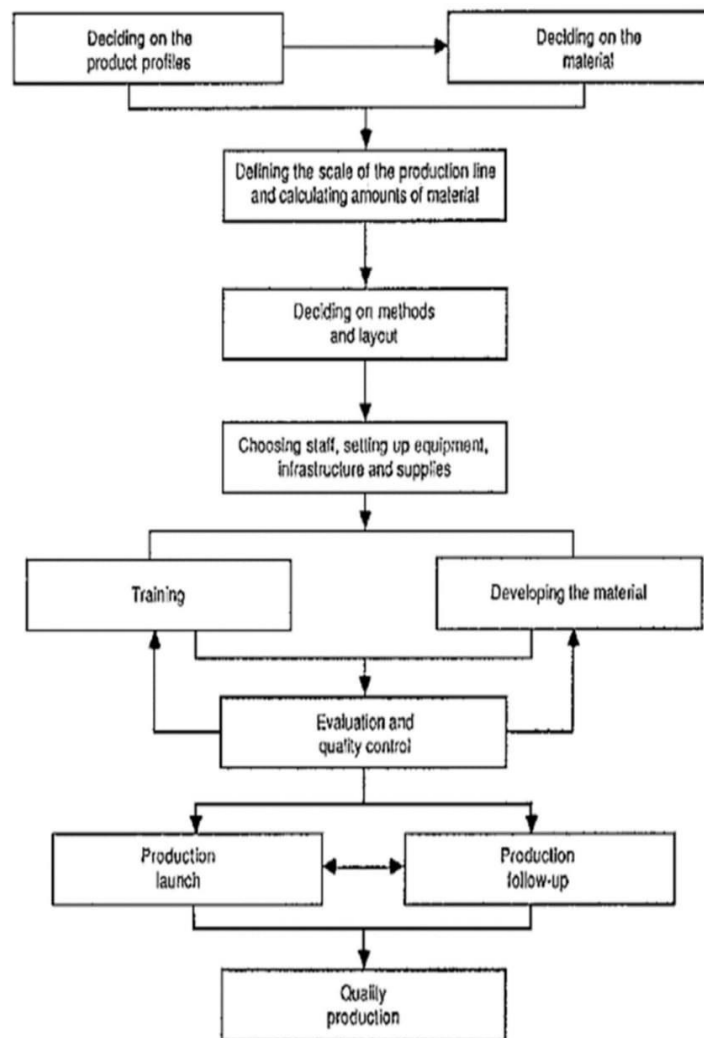 Deciding on the
product profiles
Deciding on the
material
Defining the scale of the production line
and calculating amounts of material
Deciding on methods
and layout
Choosing staff, setting up equipment,
infrastructure and supplies
Training
Developing the material
Evaluation and
quality control
Production
launch
Production
follow-up
Quality
production